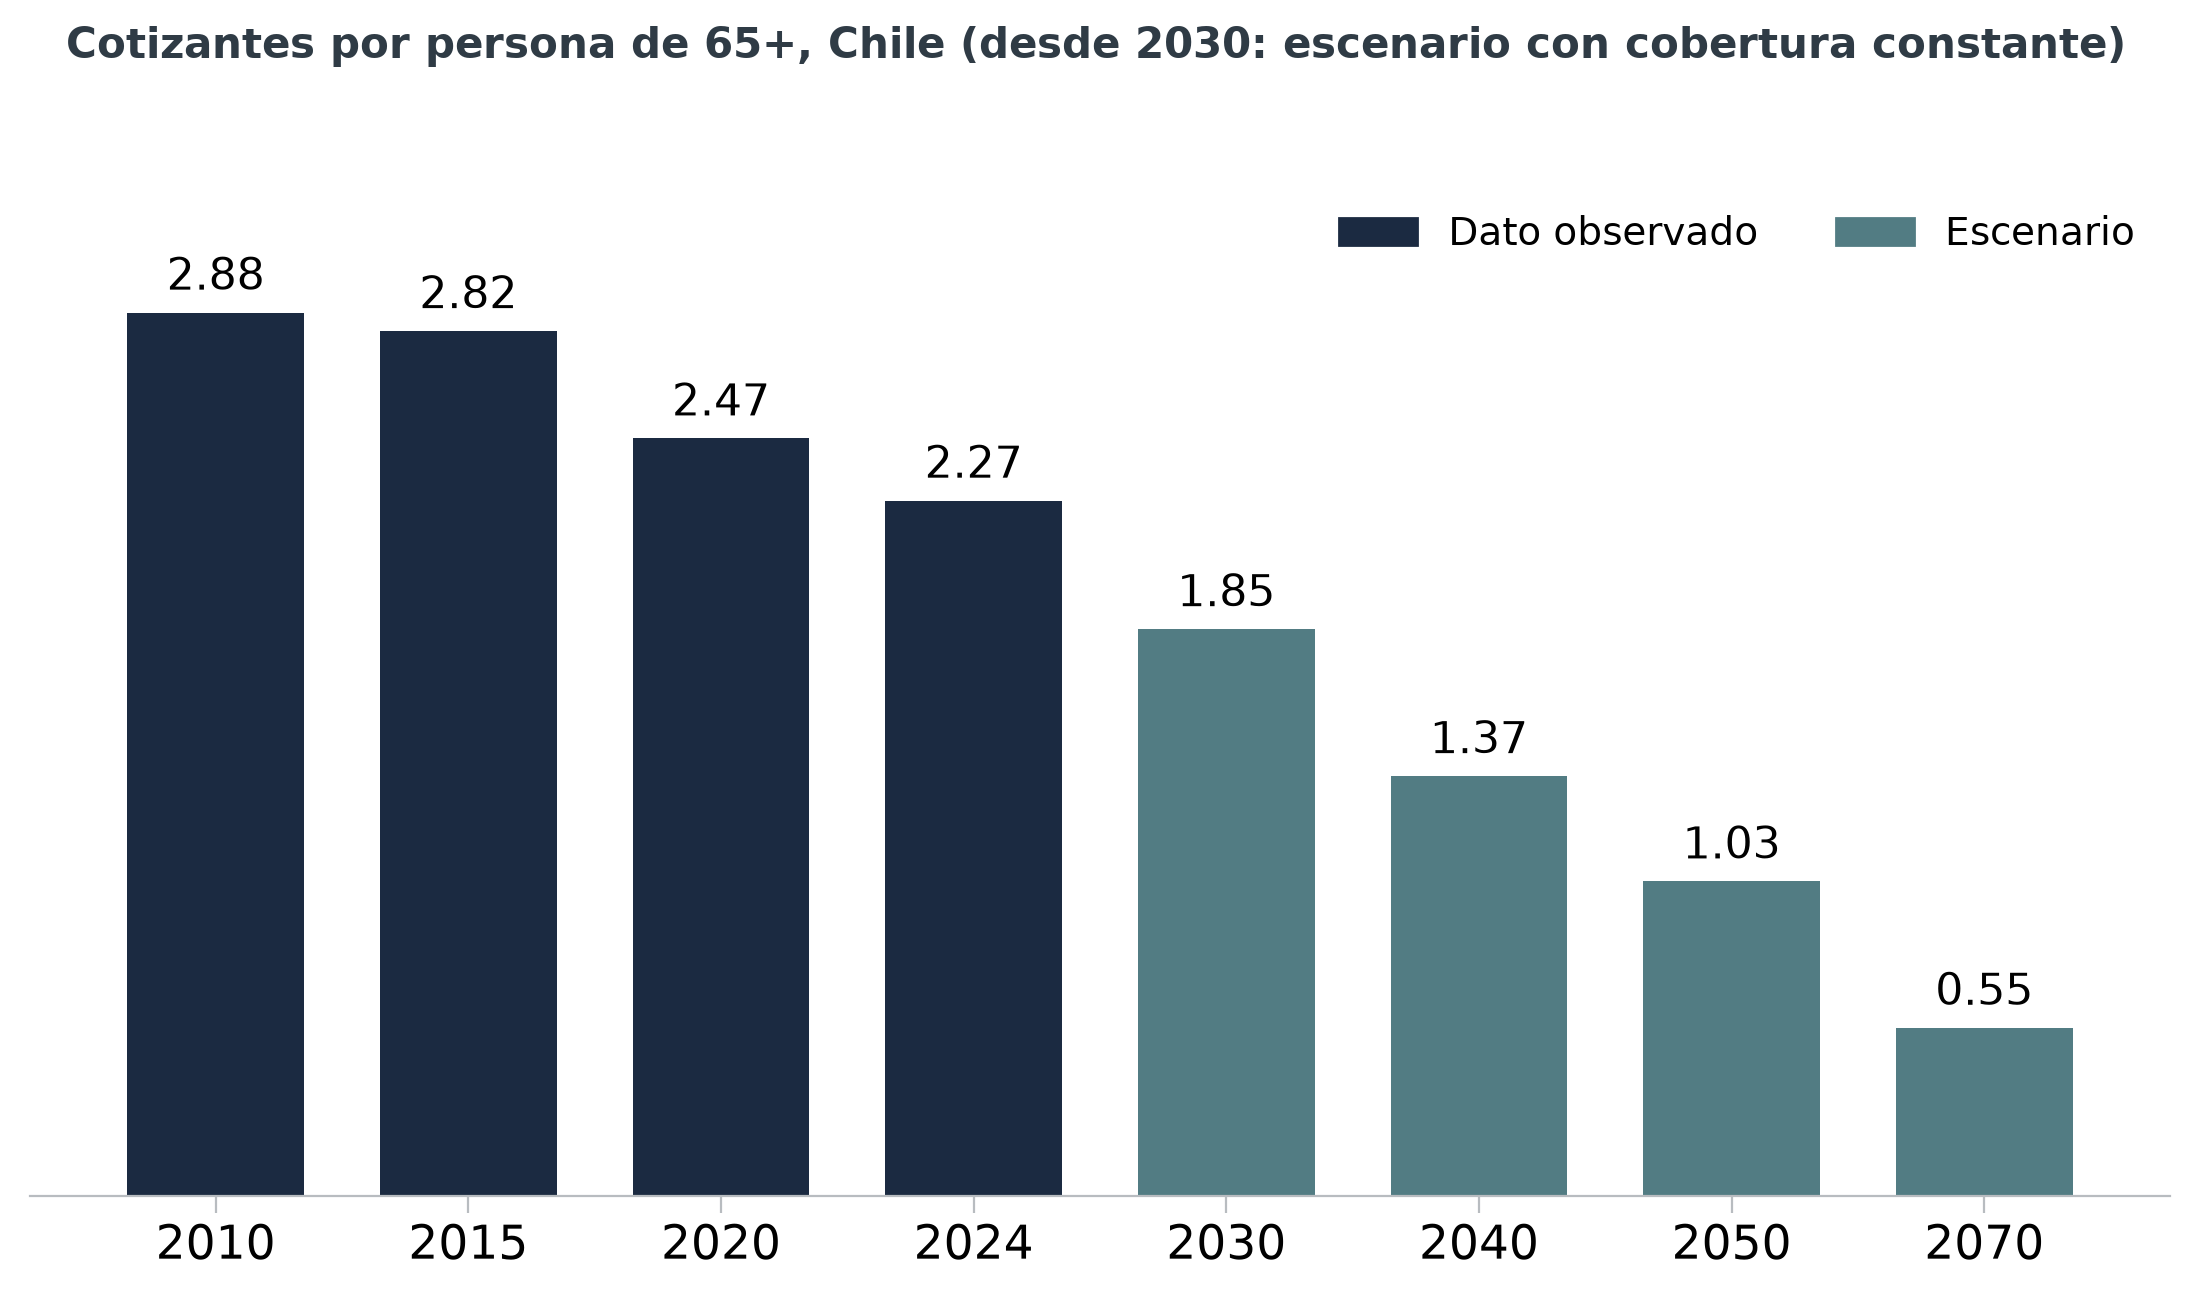 Cotizantes por persona de 65+, Chile (desde 2030: escenario con cobertura constante)
Dato observado Escenario
2.88
2.82
2.47
2.27
1.85
1.37
1.03
0.55
2010 2015 2020 2024 2030 2040 2050 2070